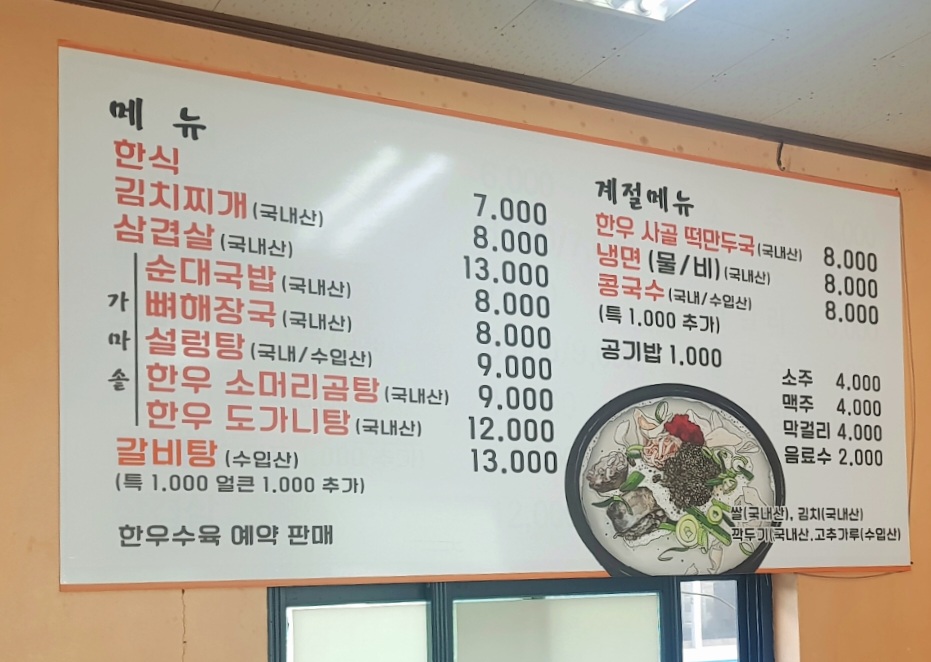 메 뉴
한식 7.000
김치찌개 (국내산) 8.000
삼겹살 (국내산) 13.000
가마솥
순대국밥 (국내산) 8.000
뼈해장국 (국내산) 8.000
설렁탕 (국내/수입산) 9.000
한우 소머리곰탕 (국내산) 9.000
한우 도가니탕 (국내산) 12.000
갈비탕 (수입산) 13.000
(특 1.000 얼큰 1.000 추가)
한우수육 예약 판매
계절메뉴
한우 사골 떡만두국 (국내산) 8.000
냉면 (물/비) (국내산) 8.000
콩국수 (국내/수입산) 8.000
(특 1.000 추가)
공기밥 1.000
소주 4.000
맥주 4.000
막걸리 4.000
음료수 2.000
쌀(국내산), 김치(국내산)
깍두기(국내산,고추가루(수입산)